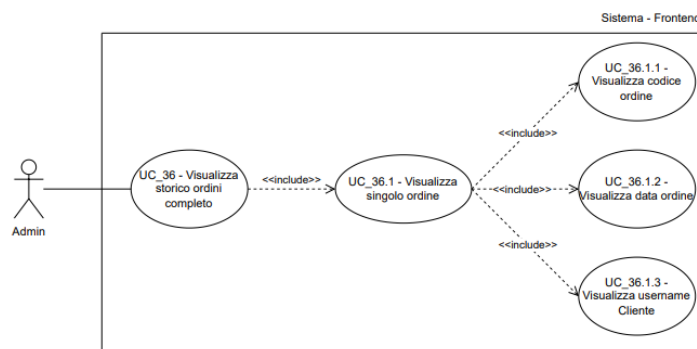 Sistema - Frontend
UC_36.1.1 -
Visualizza codice
ordine
<<include>>
UC_36 - Visualizza
storico ordini
completo
<<include>>
UC_36.1 - Visualizza
singolo ordine
<<include>>
UC_36.1.2 -
Visualizza data ordine
Admin
<<include>>
UC_36.1.3 -
Visualizza username
Cliente